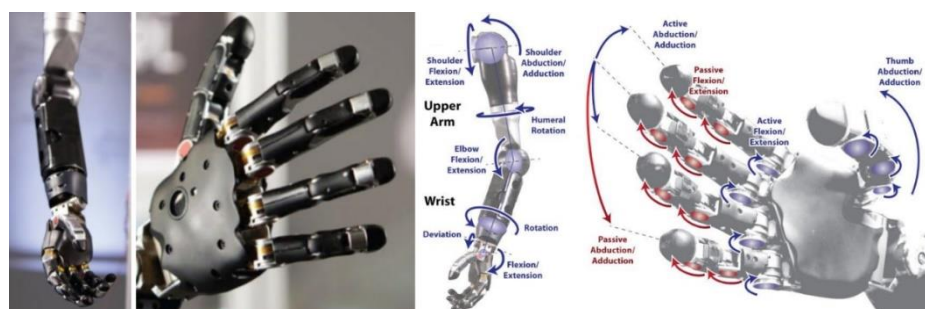 Shoulder
Flexion/
Extension
Shoulder
Abduction/
Adduction
Upper
Arm
Humeral
Rotation
Elbow
Flexion/
Extension
Wrist
Deviation
Rotation
Flexion/
Extension
Active
Abduction/
Adduction
Passive
Flexion/
Extension
Active
Flexion/
Extension
Thumb
Abduction/
Adduction
Passive
Abduction/
Adduction